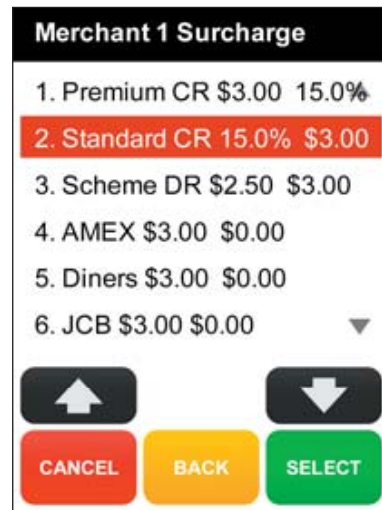 Merchant 1 Surcharge
1. Premium CR $3.00 15.0%
2. Standard CR 15.0% $3.00
3. Scheme DR $2.50 $3.00
4. AMEX $3.00 $0.00
5. Diners $3.00 $0.00
6. JCB $3.00 $0.00
CANCEL BACK SELECT